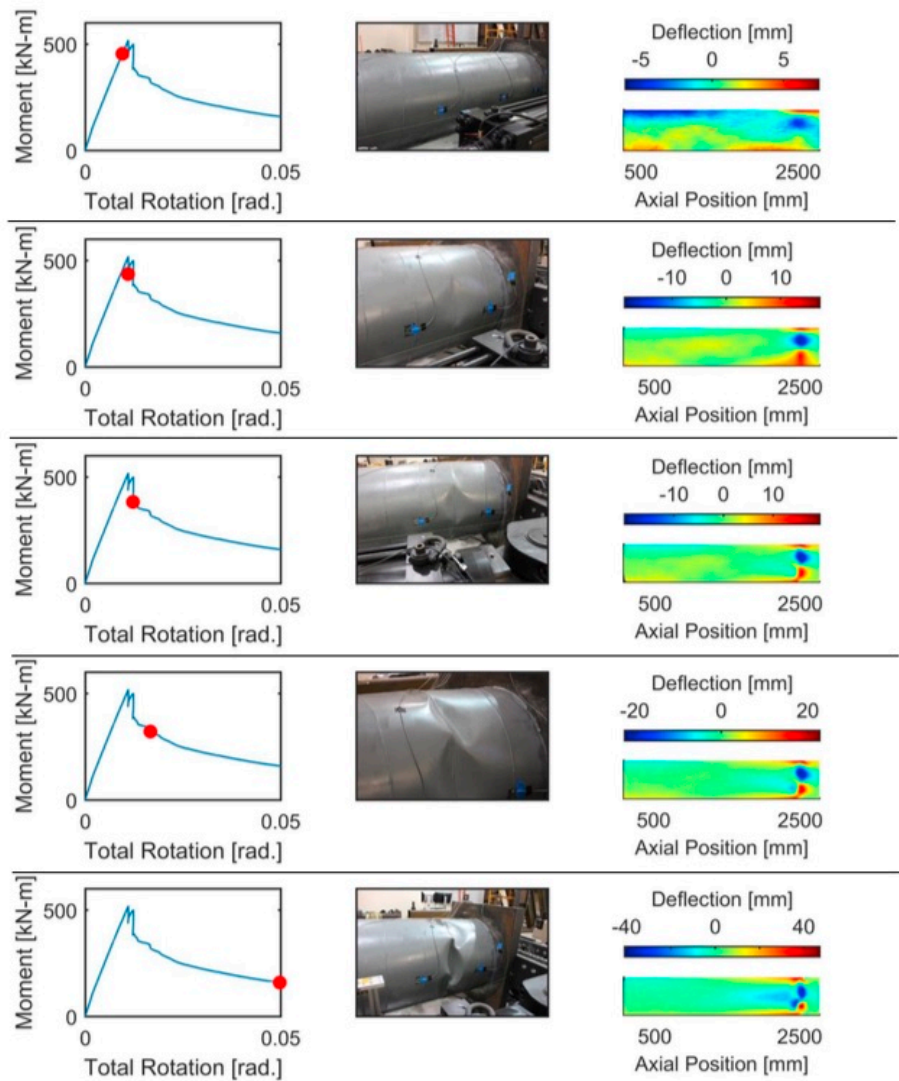 Moment [kN-m]
500
0
0
0.05
Total Rotation [rad.]
Deflection [mm]
-5 0 5
500 2500
Axial Position [mm]
Moment [kN-m]
500
0
0
0.05
Total Rotation [rad.]
Deflection [mm]
-10 0 10
500 2500
Axial Position [mm]
Moment [kN-m]
500
0
0
0.05
Total Rotation [rad.]
Deflection [mm]
-10 0 10
500 2500
Axial Position [mm]
Moment [kN-m]
500
0
0
0.05
Total Rotation [rad.]
Deflection [mm]
-20 0 20
500 2500
Axial Position [mm]
Moment [kN-m]
500
0
0
0.05
Total Rotation [rad.]
Deflection [mm]
-40 0 40
500 2500
Axial Position [mm]